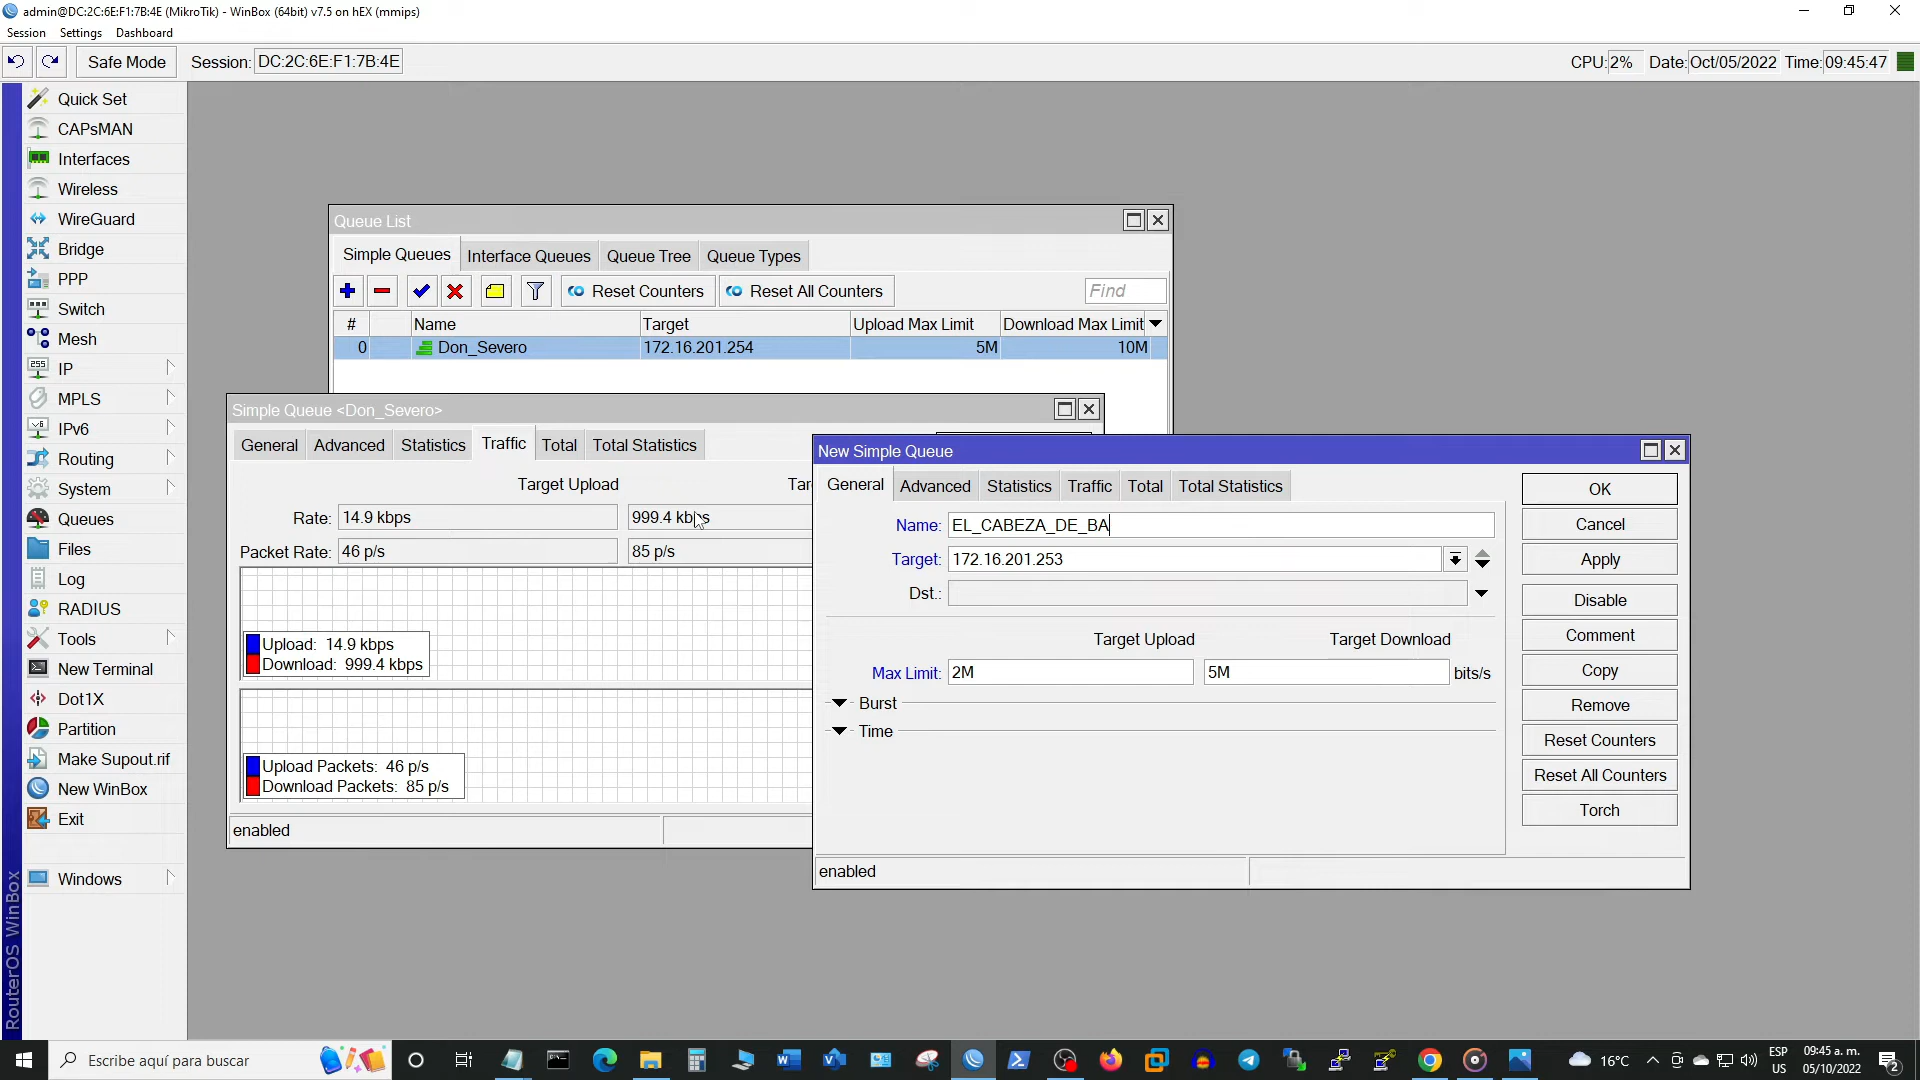 admin@DC:2C:6E:F1:7B:4E (MikroTik) - WinBox (64bit) v7.5 on hEX (mmips)
Session Settings Dashboard
Safe Mode Session: DC:2C:6E:F1:7B:4E CPU: 2% Date: Oct/05/2022 Time: 09:45:47
Quick Set
CAPsMAN
Interfaces
Wireless
WireGuard
Bridge
PPP
Switch
Mesh
IP
MPLS
IPv6
Routing
System
Queues
Files
Log
RADIUS
Tools
New Terminal
Dot1X
Partition
Make Supout.rif
New WinBox
Exit
Windows
RouterOS WinBox
Queue List
Simple Queues Interface Queues Queue Tree Queue Types
Reset Counters Reset All Counters Find
# Name Target Upload Max Limit Download Max Limit
0 Don_Severo 172.16.201.254 5M 10M
Simple Queue <Don_Severo>
General Advanced Statistics Traffic Total Total Statistics
Target Upload Tar
Rate: 14.9 kbps 999.4 kbps
Packet Rate: 46 p/s 85 p/s
Upload: 14.9 kbps
Download: 999.4 kbps
Upload Packets: 46 p/s
Download Packets: 85 p/s
enabled
New Simple Queue
General Advanced Statistics Traffic Total Total Statistics
Name: EL_CABEZA_DE_BA
Target: 172.16.201.253
Dst.:
Target Upload Target Download
Max Limit: 2M 5M bits/s
Burst
Time
enabled
OK
Cancel
Apply
Disable
Comment
Copy
Remove
Reset Counters
Reset All Counters
Torch
Escribe aquí para buscar
16°C
ESP
US
09:45 a. m.
05/10/2022
2